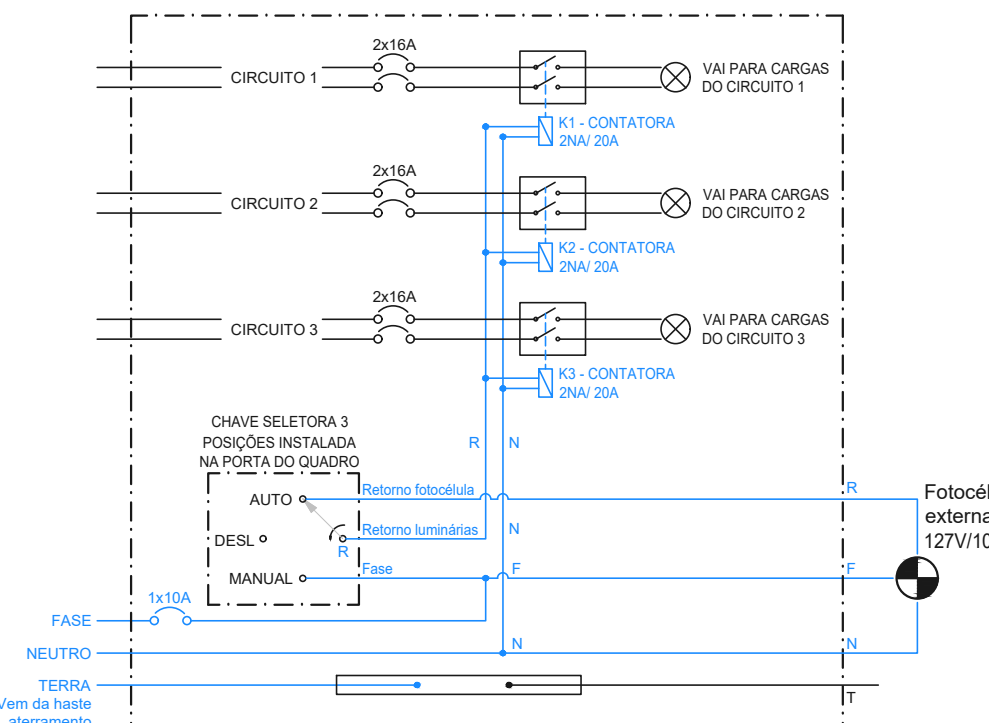 2x16A
CIRCUITO 1
VAI PARA CARGAS
DO CIRCUITO 1
K1 - CONTATORA
2NA/ 20A
2x16A
CIRCUITO 2
VAI PARA CARGAS
DO CIRCUITO 2
K2 - CONTATORA
2NA/ 20A
2x16A
CIRCUITO 3
VAI PARA CARGAS
DO CIRCUITO 3
K3 - CONTATORA
2NA/ 20A
CHAVE SELETORA 3
POSIÇÕES INSTALADA
NA PORTA DO QUADRO
R N
AUTO
Retorno fotocélula
R
DESL
R
Retorno luminárias
N
MANUAL
Fase
F
F
externa
1x10A
FASE
NEUTRO
N
N
TERRA
Vem da haste
aterramento
T